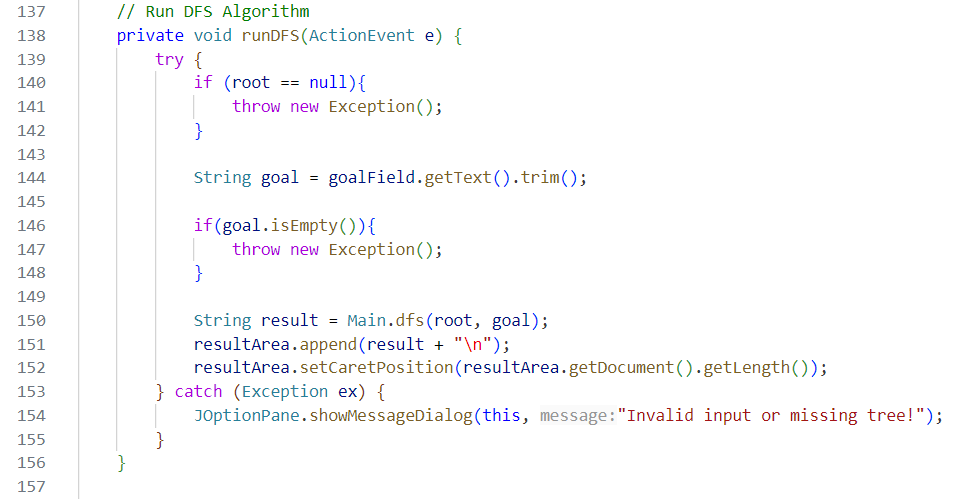 137 // Run DFS Algorithm
138 private void runDFS(ActionEvent e) {
139 try {
140 if (root == null){
141 throw new Exception();
142 }
143
144 String goal = goalField.getText().trim();
145
146 if(goal.isEmpty()){
147 throw new Exception();
148 }
149
150 String result = Main.dfs(root, goal);
151 resultArea.append(result + "\n");
152 resultArea.setCaretPosition(resultArea.getDocument().getLength());
153 } catch (Exception ex) {
154 JOptionPane.showMessageDialog(this, message:"Invalid input or missing tree!");
155 }
156 }
157